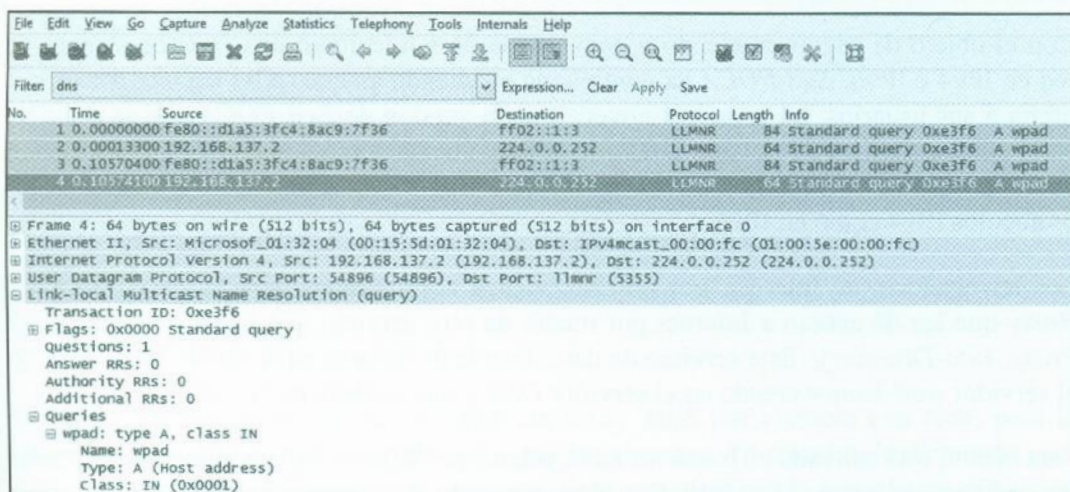 File Edit View Go Capture Analyze Statistics Telephony Tools Internals Help
Filter: dns Expression... Clear Apply Save
No. Time Source Destination Protocol Length Info
1 0.00000000 fe80::d1a5:3fc4:8ac9:7f36 ff02::1:3 LLMNR 84 Standard query 0xe3f6 A wpad
2 0.00013300 192.168.137.2 224.0.0.252 LLMNR 64 Standard query 0xe3f6 A wpad
3 0.10570400 fe80::d1a5:3fc4:8ac9:7f36 ff02::1:3 LLMNR 84 Standard query 0xe3f6 A wpad
4 0.10574100 192.168.137.2 224.0.0.252 LLMNR 64 Standard query 0xe3f6 A wpad
Frame 4: 64 bytes on wire (512 bits), 64 bytes captured (512 bits) on interface 0
Ethernet II, Src: Microsof_01:32:04 (00:15:5d:01:32:04), Dst: IPv4mcast_00:00:fc (01:00:5e:00:00:fc)
Internet Protocol Version 4, Src: 192.168.137.2 (192.168.137.2), Dst: 224.0.0.252 (224.0.0.252)
User Datagram Protocol, Src Port: 54896 (54896), Dst Port: llmnr (5355)
Link-local Multicast Name Resolution (query)
Transaction ID: 0xe3f6
Flags: 0x0000 Standard query
Questions: 1
Answer RRs: 0
Authority RRs: 0
Additional RRs: 0
Queries
wpad: type A, class IN
Name: wpad
Type: A (Host address)
Class: IN (0x0001)